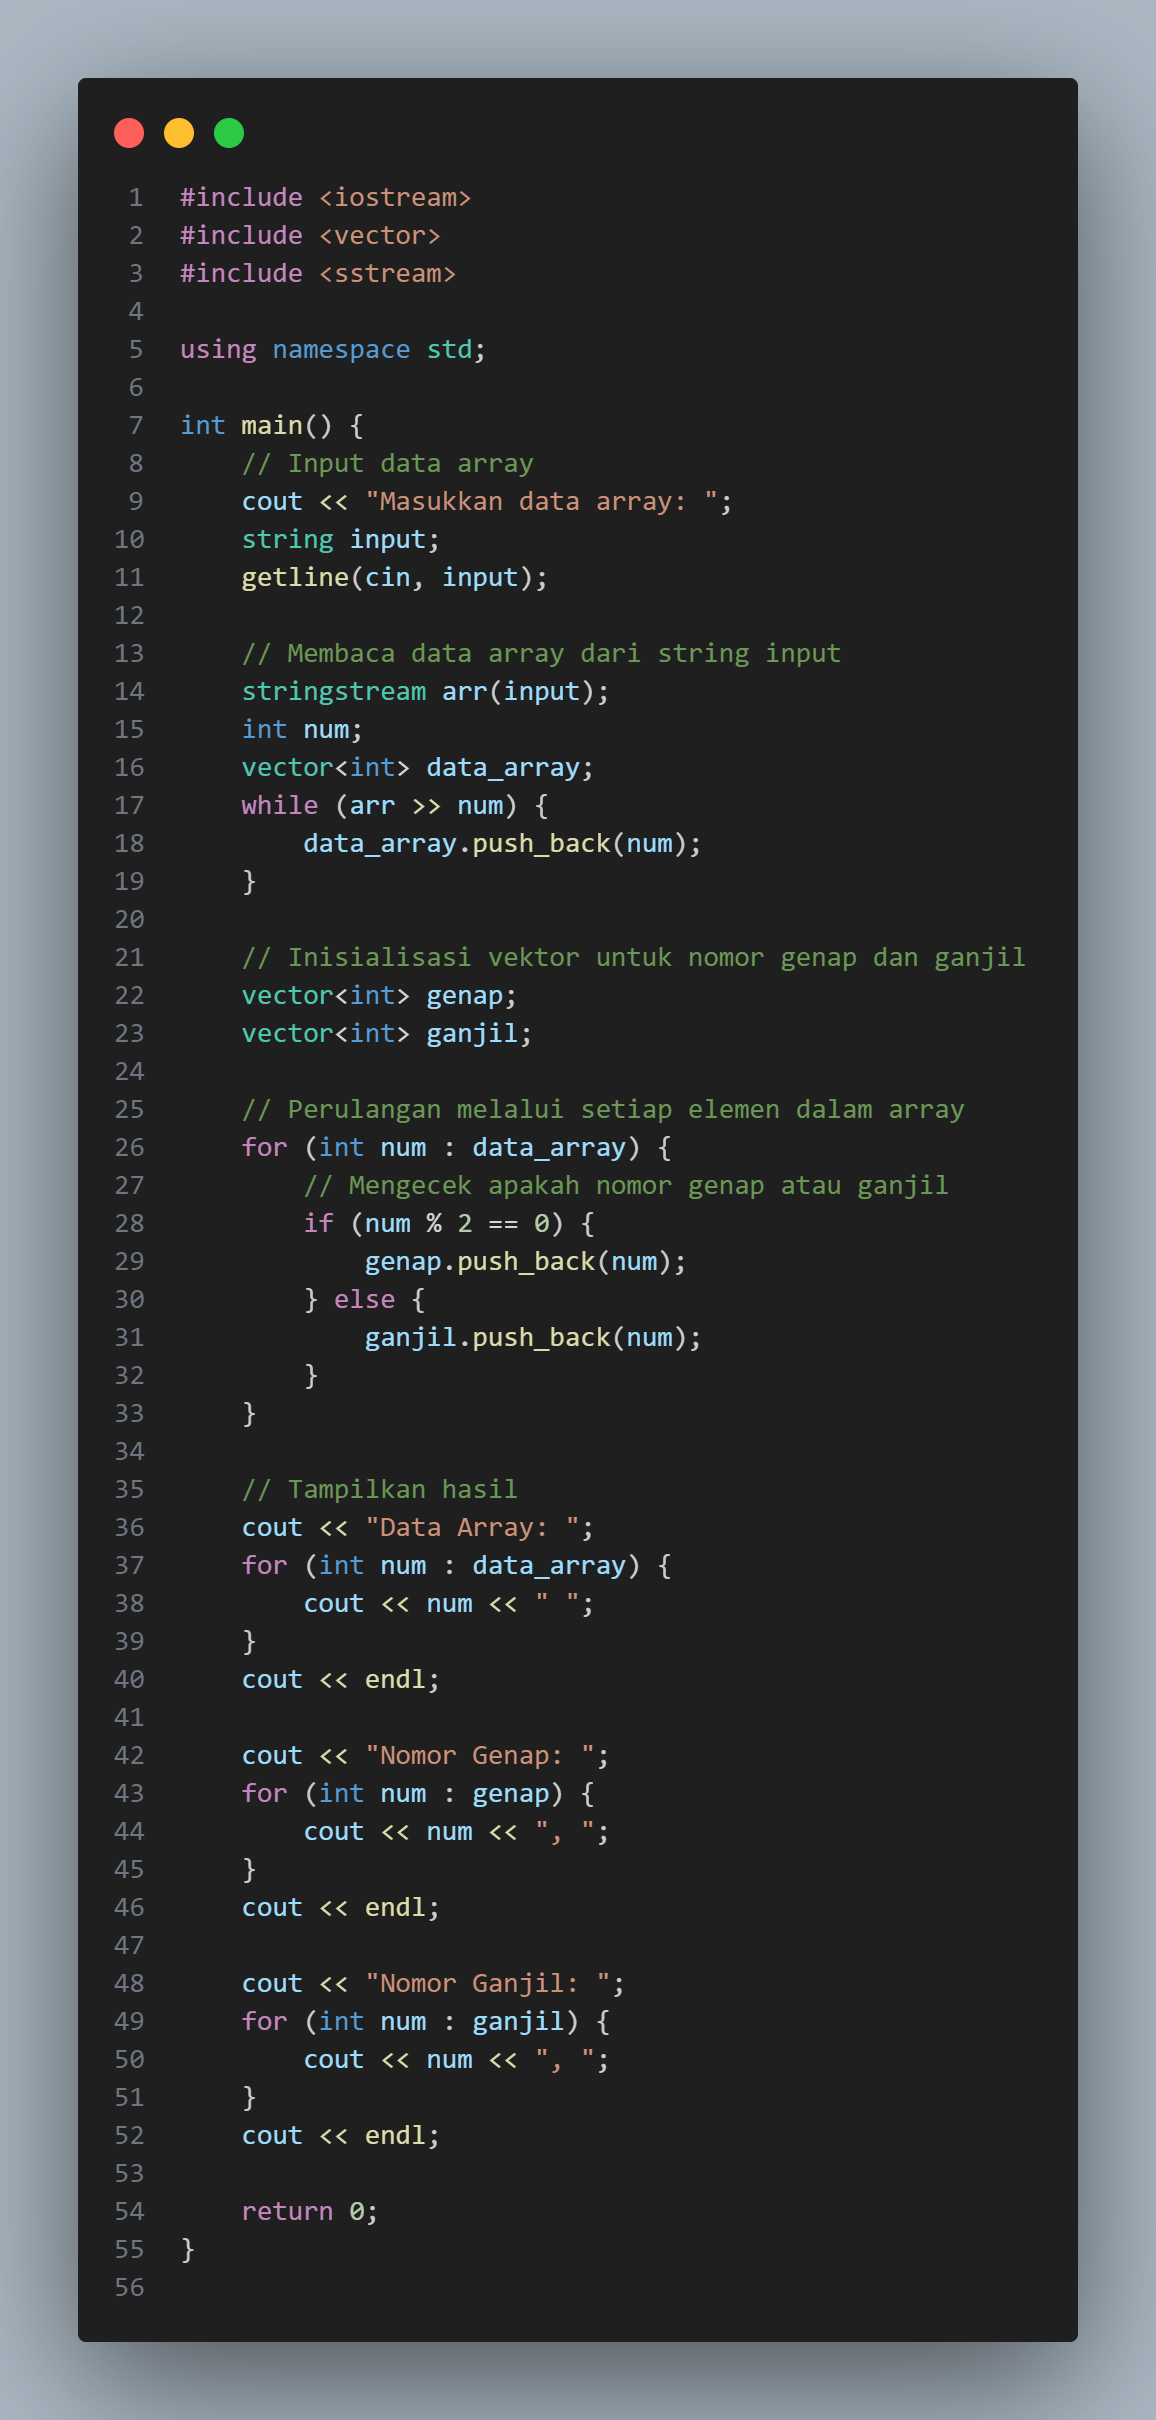 1 #include <iostream>
2 #include <vector>
3 #include <sstream>
4
5 using namespace std;
6
7 int main() {
8     // Input data array
9     cout << "Masukkan data array: ";
10     string input;
11     getline(cin, input);
12
13     // Membaca data array dari string input
14     stringstream arr(input);
15     int num;
16     vector<int> data_array;
17     while (arr >> num) {
18         data_array.push_back(num);
19     }
20
21     // Inisialisasi vektor untuk nomor genap dan ganjil
22     vector<int> genap;
23     vector<int> ganjil;
24
25     // Perulangan melalui setiap elemen dalam array
26     for (int num : data_array) {
27         // Mengecek apakah nomor genap atau ganjil
28         if (num % 2 == 0) {
29             genap.push_back(num);
30         } else {
31             ganjil.push_back(num);
32         }
33     }
34
35     // Tampilkan hasil
36     cout << "Data Array: ";
37     for (int num : data_array) {
38         cout << num << " ";
39     }
40     cout << endl;
41
42     cout << "Nomor Genap: ";
43     for (int num : genap) {
44         cout << num << ", ";
45     }
46     cout << endl;
47
48     cout << "Nomor Ganjil: ";
49     for (int num : ganjil) {
50         cout << num << ", ";
51     }
52     cout << endl;
53
54     return 0;
55 }
56